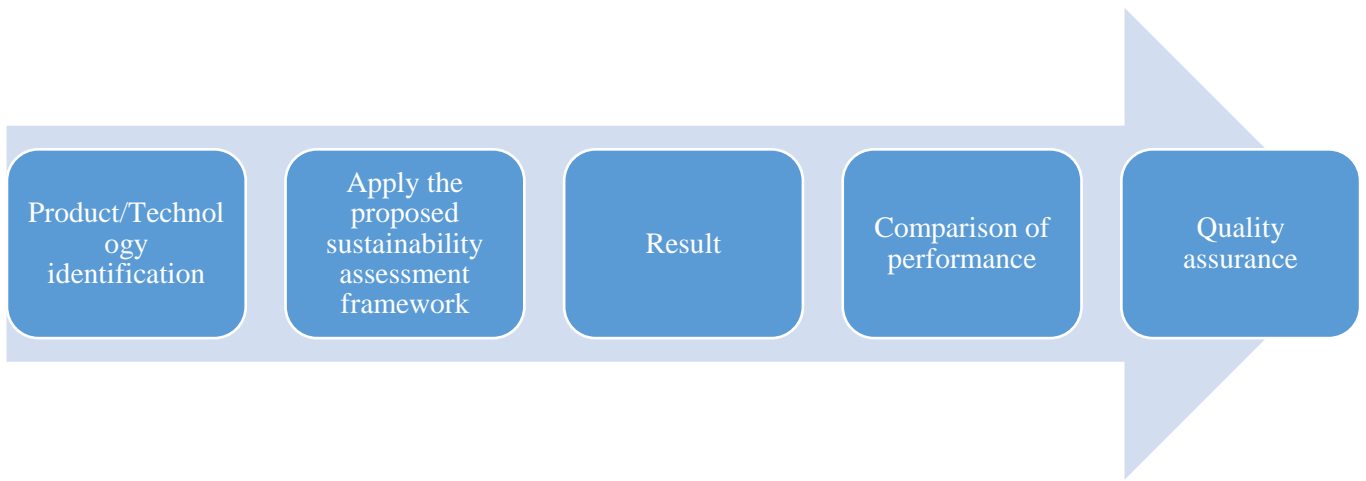 Product/Technol
ogy
identification
Apply the
proposed
sustainability
assessment
framework
Result
Comparison of
performance
Quality
assurance